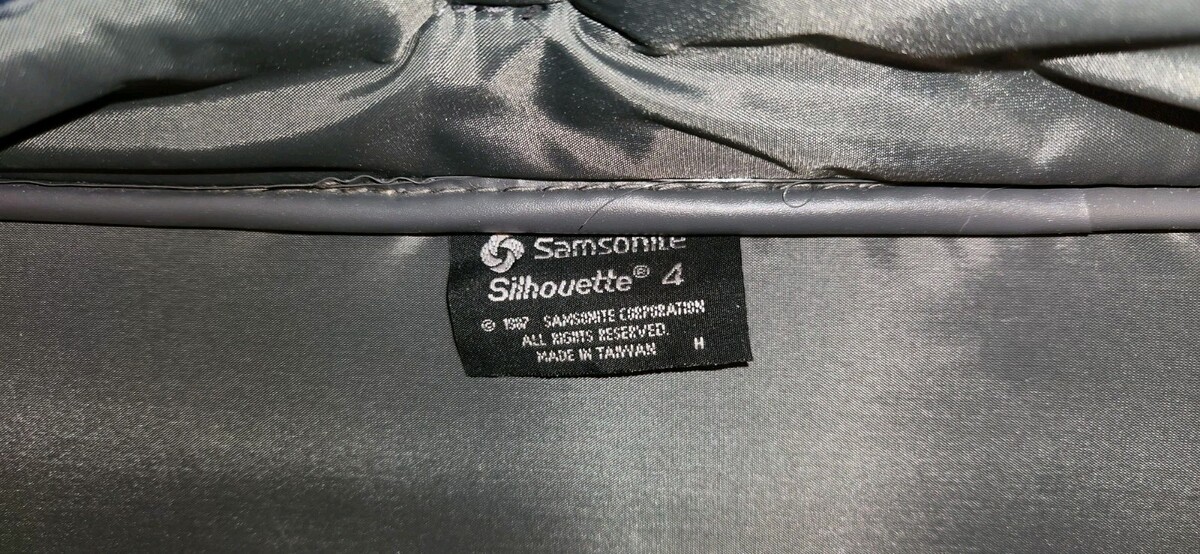 Samsonite
Silhouette® 4
© 1987 SAMSONITE CORPORATION
ALL RIGHTS RESERVED.
MADE IN TAIWAN H